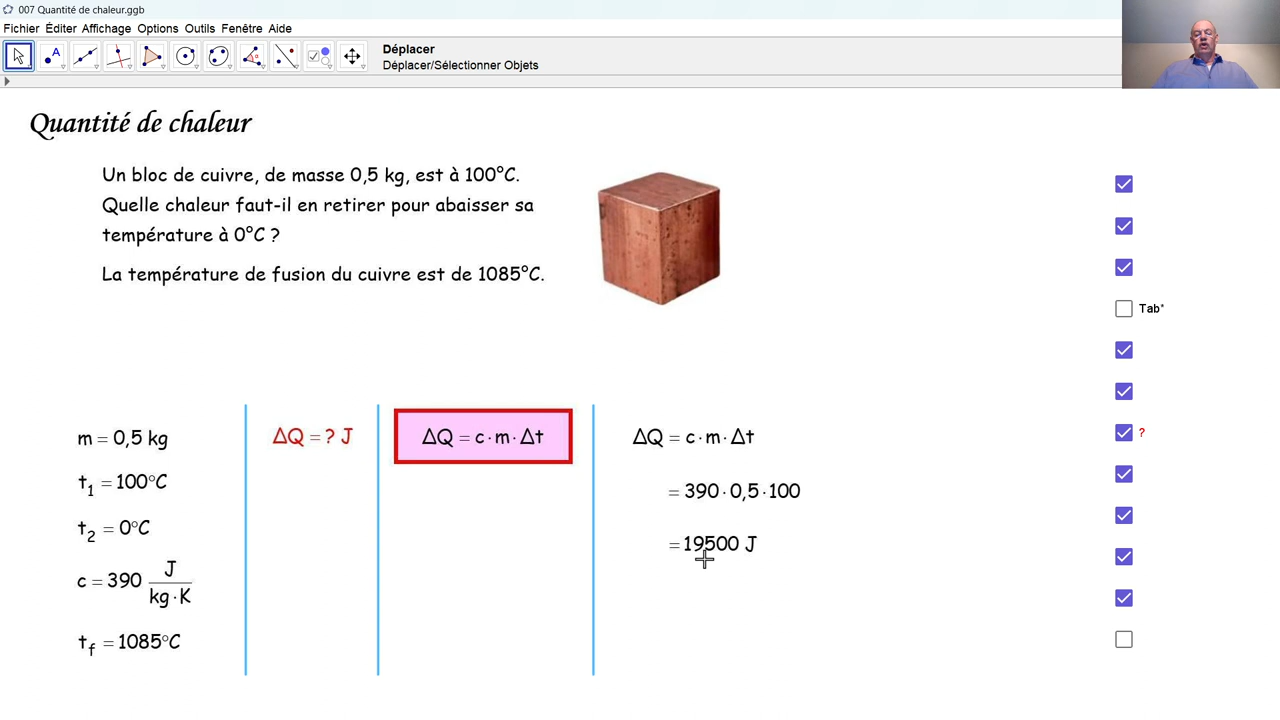 007 Quantité de chaleur.ggb
Fichier Éditer Affichage Options Outils Fenêtre Aide
A
Déplacer
Déplacer/Sélectionner Objets
Quantité de chaleur
Un bloc de cuivre, de masse 0,5 kg, est à 100°C.
Quelle chaleur faut-il en retirer pour abaisser sa
température à 0°C ?
La température de fusion du cuivre est de 1085°C.
Tab*
?
m = 0,5 kg
t₁ = 100°C
t₂ = 0°C
c = 390 J / kg · K
t_f = 1085°C
ΔQ = ? J
ΔQ = c · m · Δt
ΔQ = c · m · Δt
= 390 · 0,5 · 100
= 19500 J